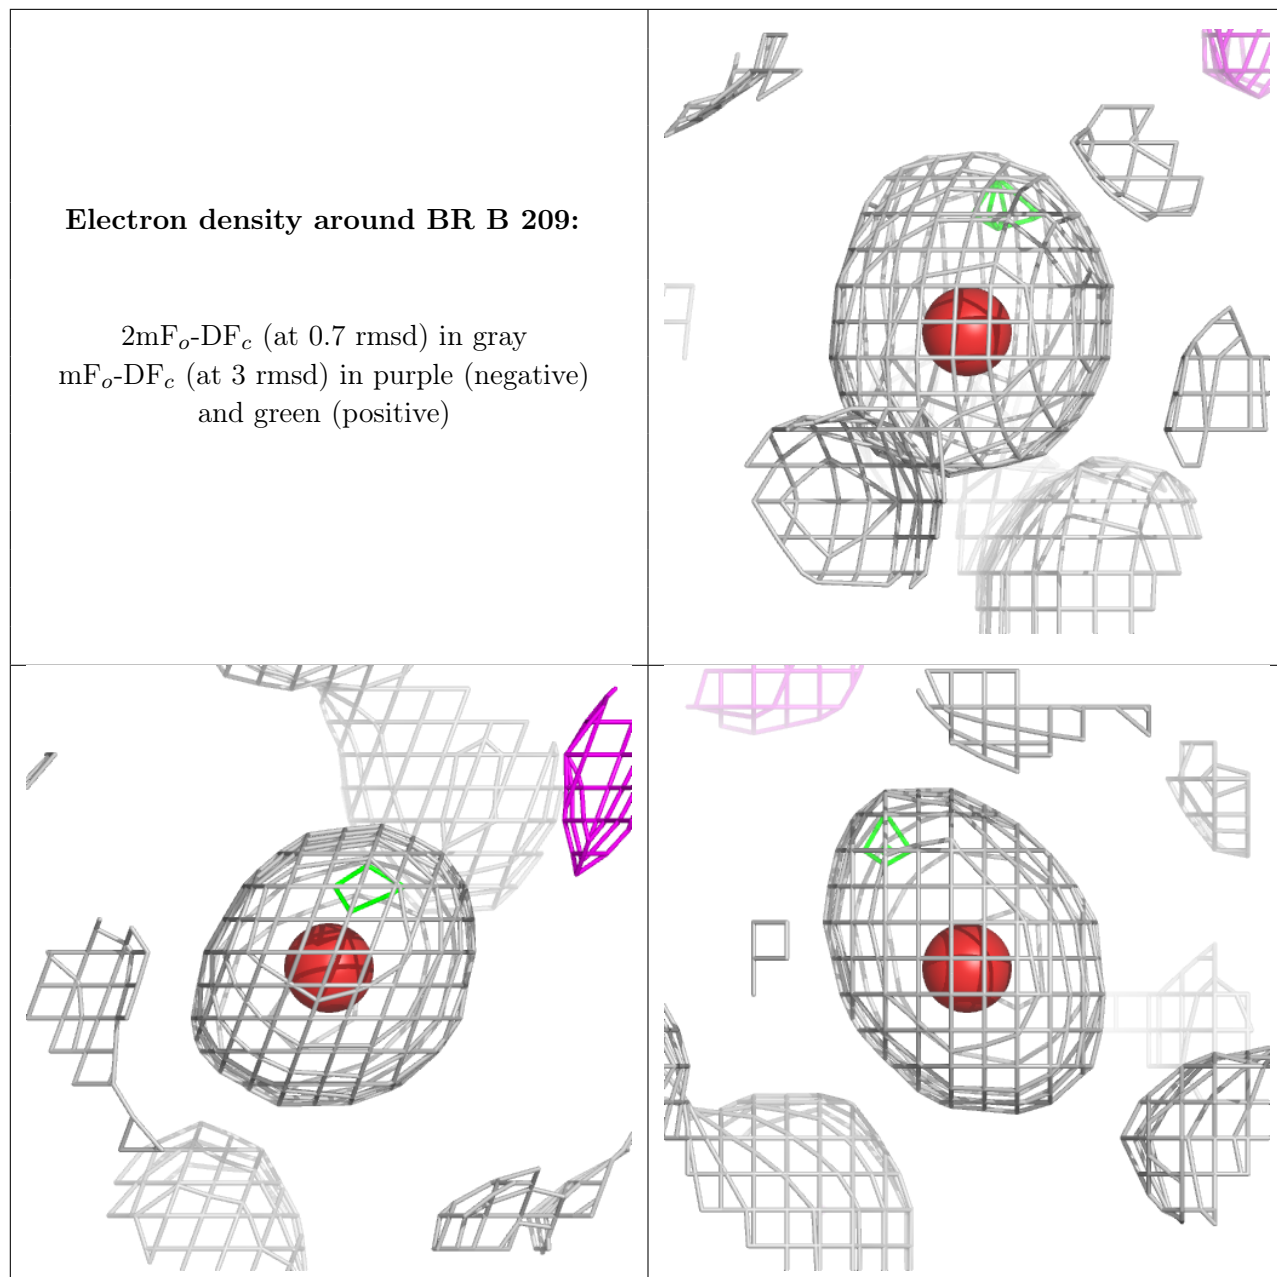 Electron density around BR B 209:
2mFo-DFc (at 0.7 rmsd) in gray
mFo-DFc (at 3 rmsd) in purple (negative)
and green (positive)